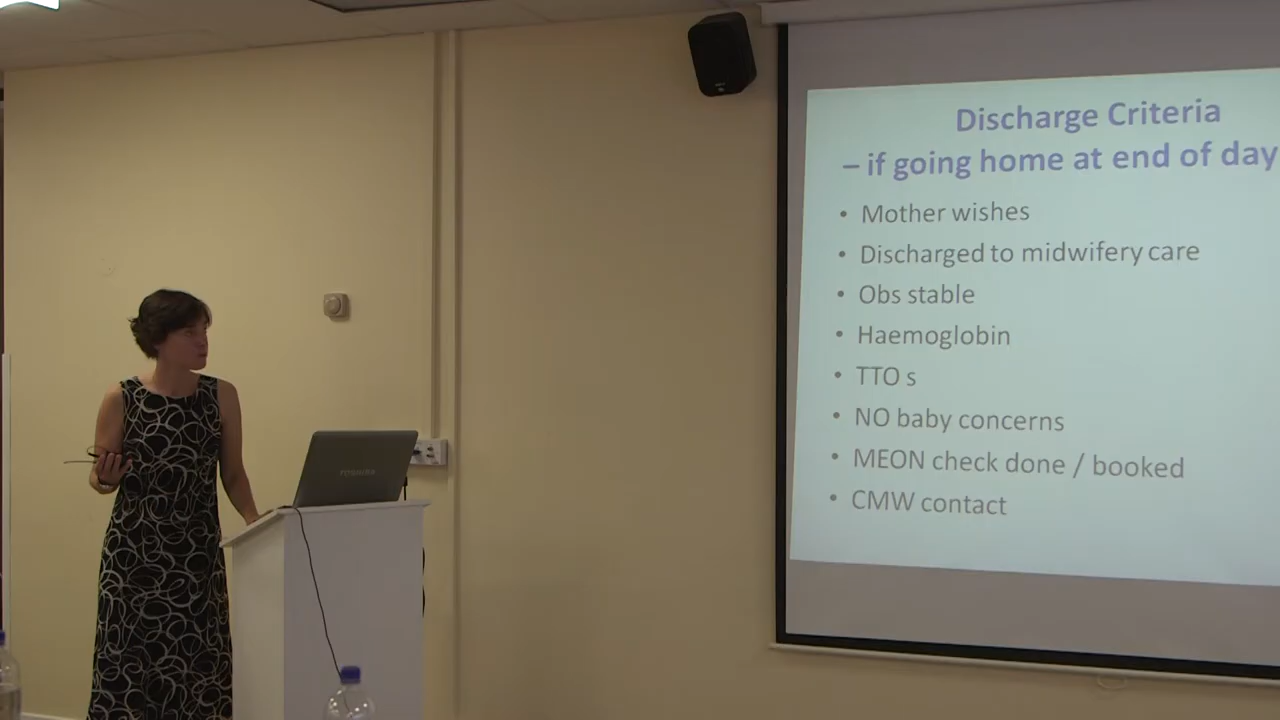 Discharge Criteria
– if going home at end of day
• Mother wishes
• Discharged to midwifery care
• Obs stable
• Haemoglobin
• TTO s
• NO baby concerns
• MEON check done / booked
• CMW contact
TOSHIBA